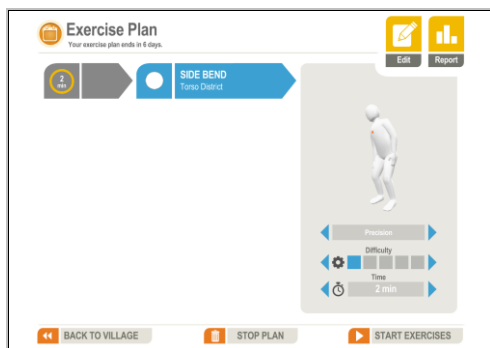 Exercise Plan
Your exercise plan ends in 6 days.
Edit
Report
2
min
SIDE BEND
Torso District
Precision
Difficulty
Time
2 min
BACK TO VILLAGE
STOP PLAN
START EXERCISES